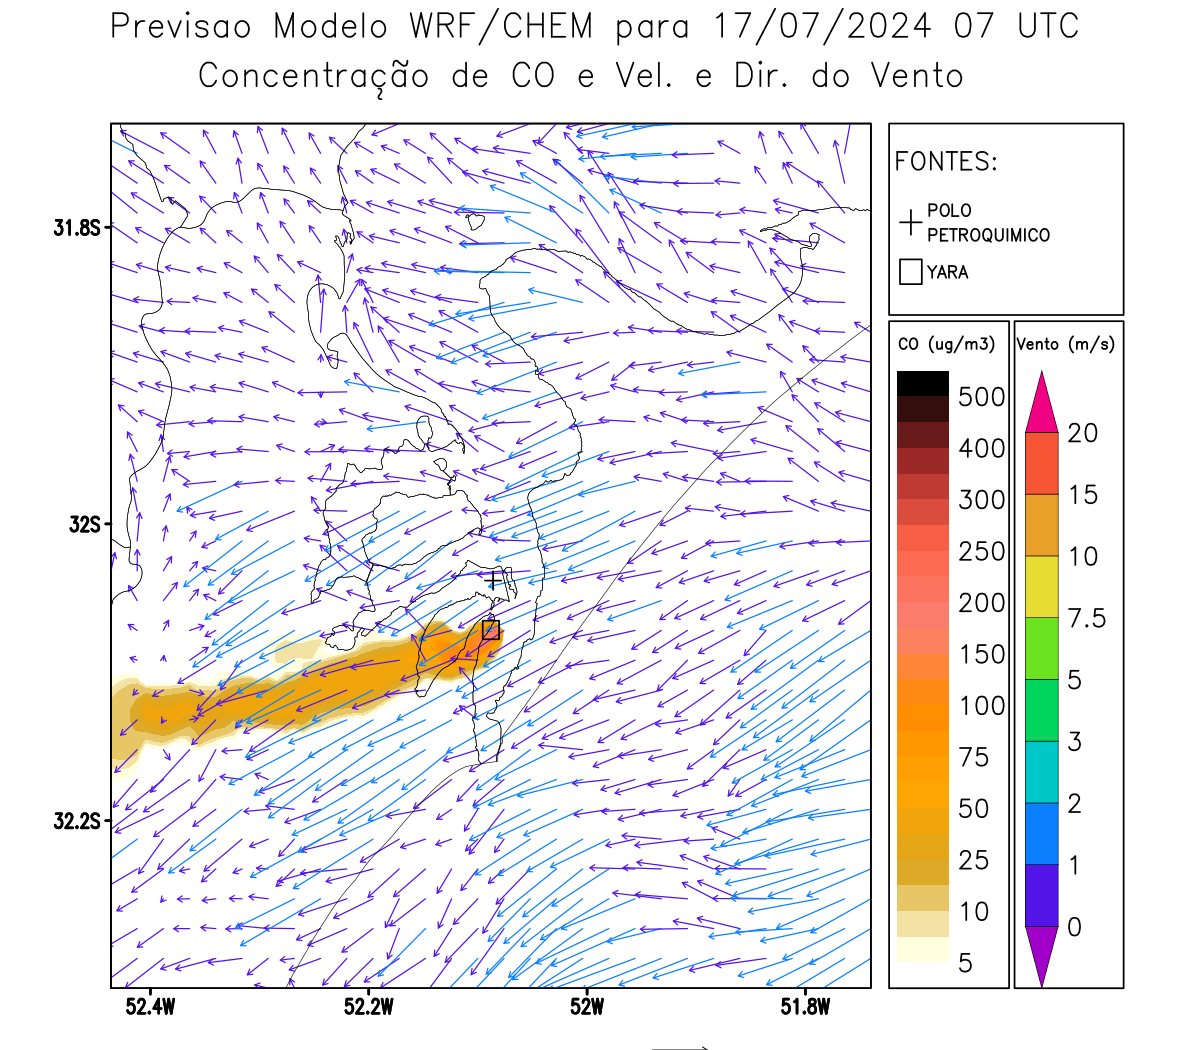 Previsao Modelo WRF/CHEM para 17/07/2024 07 UTC
Concentração de CO e Vel. e Dir. do Vento
FONTES:
POLO
PETROQUIMICO
YARA
31.8S
32S
32.2S
52.4W
52.2W
52W
51.8W
CO (ug/m3)
500
400
300
250
200
150
100
75
50
25
10
5
Vento (m/s)
20
15
10
7.5
5
3
2
1
0